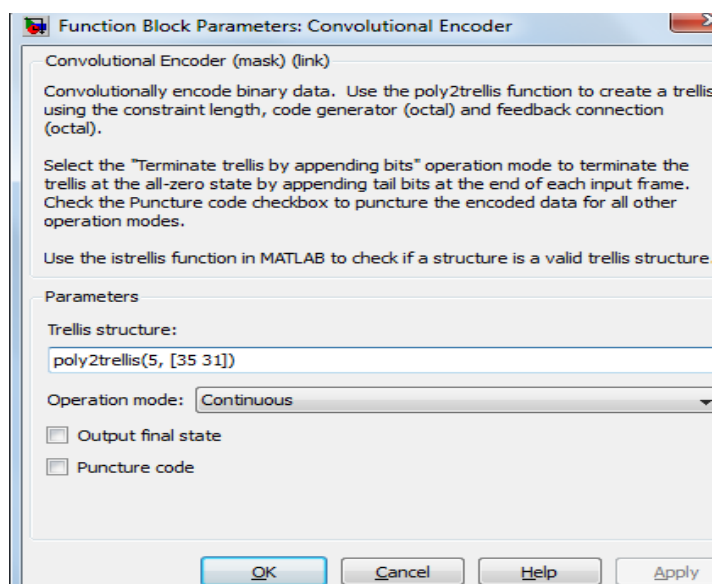 Function Block Parameters: Convolutional Encoder
Convolutional Encoder (mask) (link)
Convolutionally encode binary data. Use the poly2trellis function to create a trellis
using the constraint length, code generator (octal) and feedback connection
(octal).
Select the "Terminate trellis by appending bits" operation mode to terminate the
trellis at the all-zero state by appending tail bits at the end of each input frame.
Check the Puncture code checkbox to puncture the encoded data for all other
operation modes.
Use the istrellis function in MATLAB to check if a structure is a valid trellis structure.
Parameters
Trellis structure:
poly2trellis(5, [35 31])
Operation mode: Continuous
Output final state
Puncture code
OK Cancel Help Apply